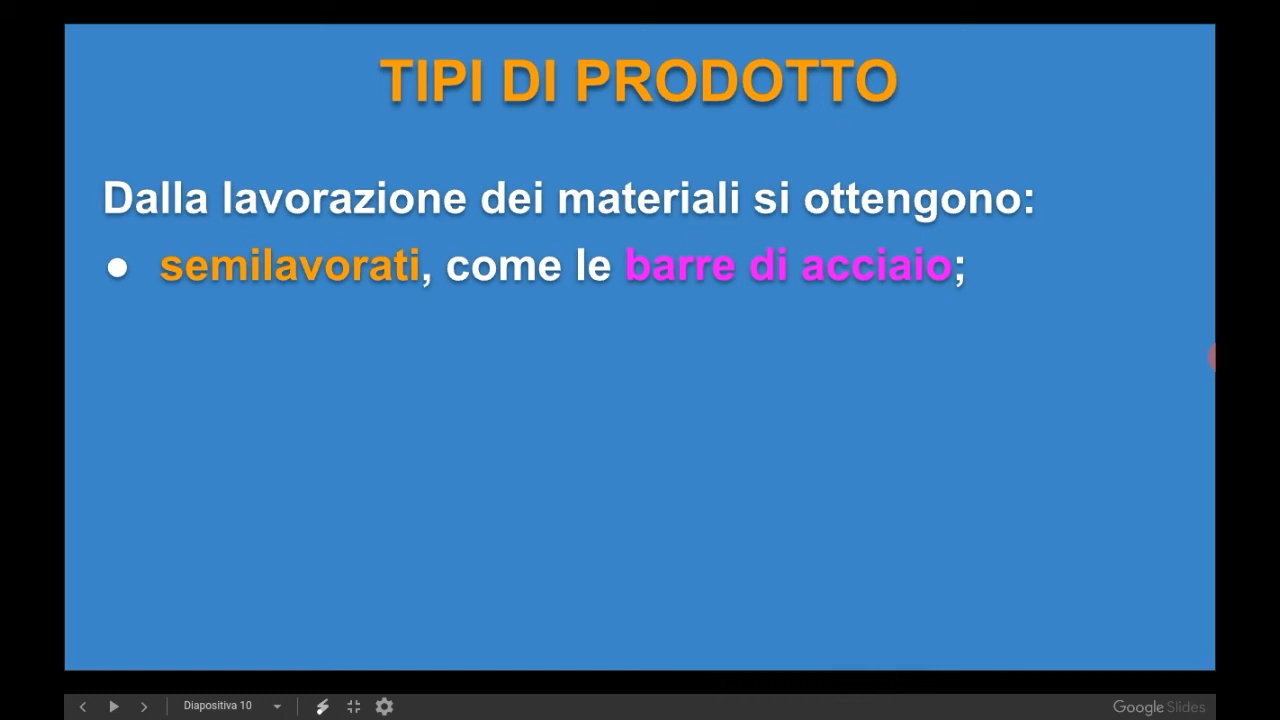 TIPI DI PRODOTTO
Dalla lavorazione dei materiali si ottengono:
● semilavorati, come le barre di acciaio;
Diapositiva 10
Google Slides